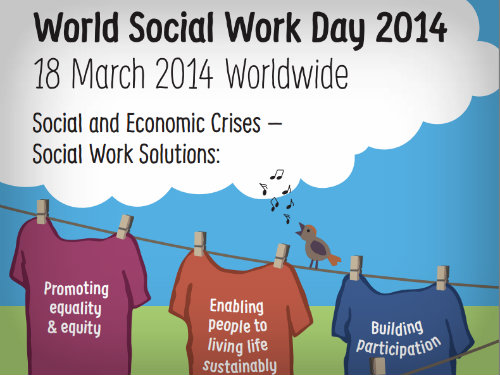 World Social Work Day 2014
18 March 2014 Worldwide
Social and Economic Crises –
Social Work Solutions:
Promoting
equality
& equity
Enabling
people to
living life
sustainably
Building
participation